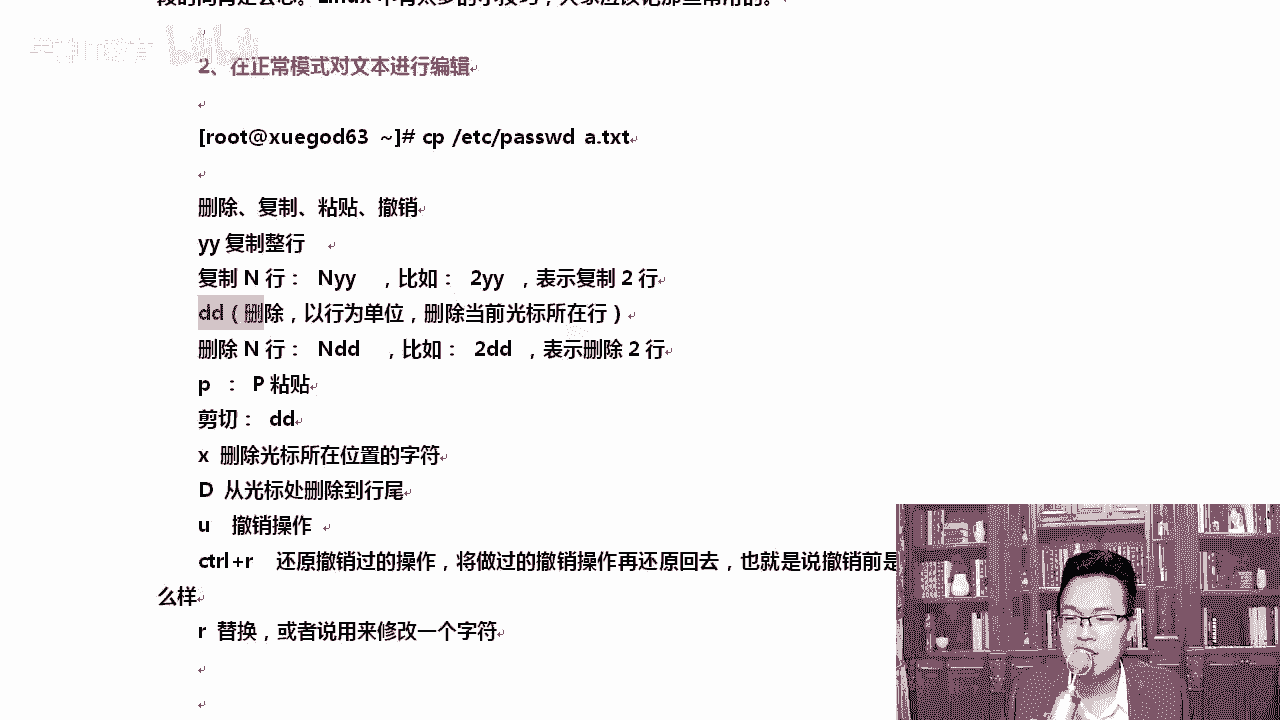 2、在正常模式对文本进行编辑
[root@xuegod63 ~]# cp /etc/passwd a.txt
删除、复制、粘贴、撤销
yy 复制整行
复制 N 行： Nyy ，比如： 2yy ，表示复制 2 行
dd（删除，以行为单位，删除当前光标所在行）
删除 N 行： Ndd ，比如： 2dd ，表示删除 2 行
p ： P 粘贴
剪切： dd
x 删除光标所在位置的字符
D 从光标处删除到行尾
u 撤销操作
ctrl+r 还原撤销过的操作，将做过的撤销操作再还原回去，也就是说撤销前是
么样
r 替换，或者说用来修改一个字符